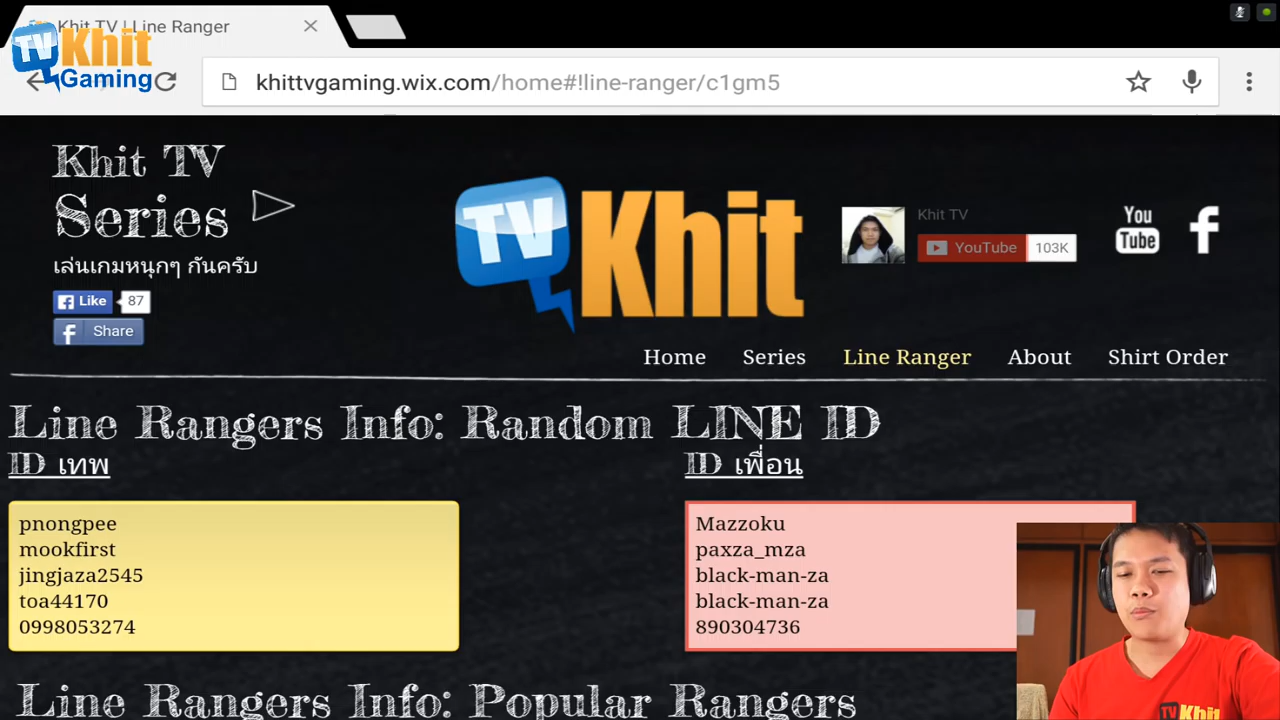 Khit TV | Line Ranger
TV Khit
Gaming
khittvgaming.wix.com/home#!line-ranger/c1gm5
Khit TV
Series
เล่นเกมหนุกๆ กันครับ
Like 87
Share
TV Khit
Khit TV
YouTube 103K
You
Tube
Home Series Line Ranger About Shirt Order
Line Rangers Info: Random LINE ID
ID เทพ
pnongpee
mookfirst
jingjaza2545
toa44170
0998053274
ID เพื่อน
Mazzoku
paxza_mza
black-man-za
black-man-za
890304736
Line Rangers Info: Popular Rangers
TV Khit